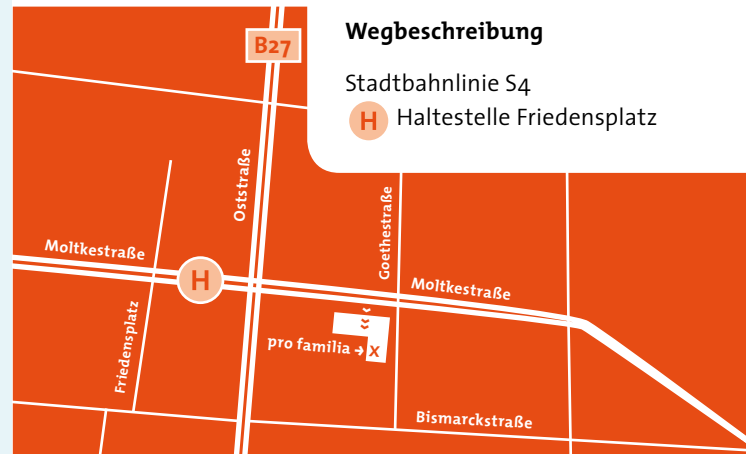 Wegbeschreibung
Stadtbahnlinie S4
H Haltestelle Friedensplatz
B27
Oststraße
Goethestraße
Moltkestraße
H
Moltkestraße
Friedensplatz
pro familia → x
Bismarckstraße